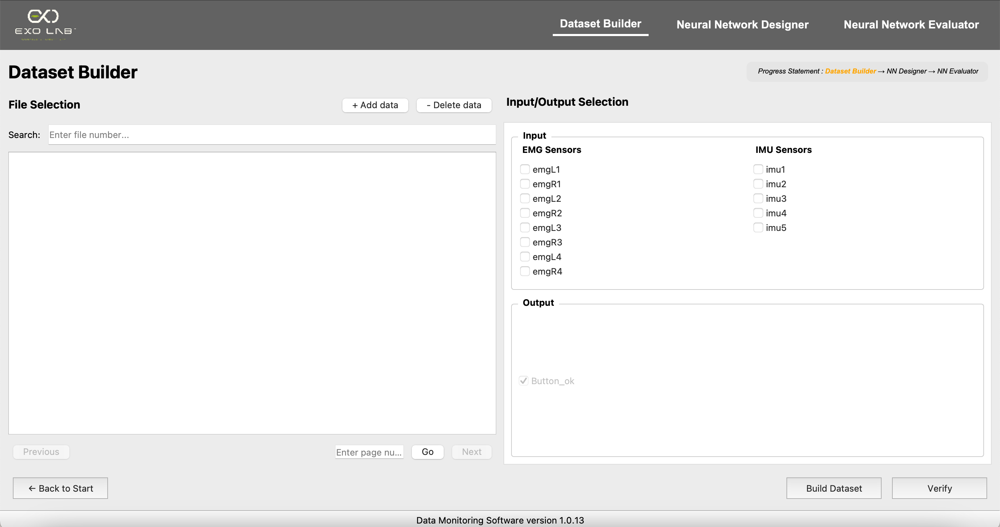 EXO LAB
Dataset Builder
Neural Network Designer
Neural Network Evaluator
Dataset Builder
Progress Statement : Dataset Builder → NN Designer → NN Evaluator
File Selection
+ Add data
- Delete data
Input/Output Selection
Search:
Enter file number...
Input
EMG Sensors
IMU Sensors
emgL1
imu1
emgR1
imu2
emgL2
imu3
emgR2
imu4
emgL3
imu5
emgR3
emgL4
emgR4
Output
Button_ok
Previous
Enter page nu...
Go
Next
← Back to Start
Build Dataset
Verify
Data Monitoring Software version 1.0.13